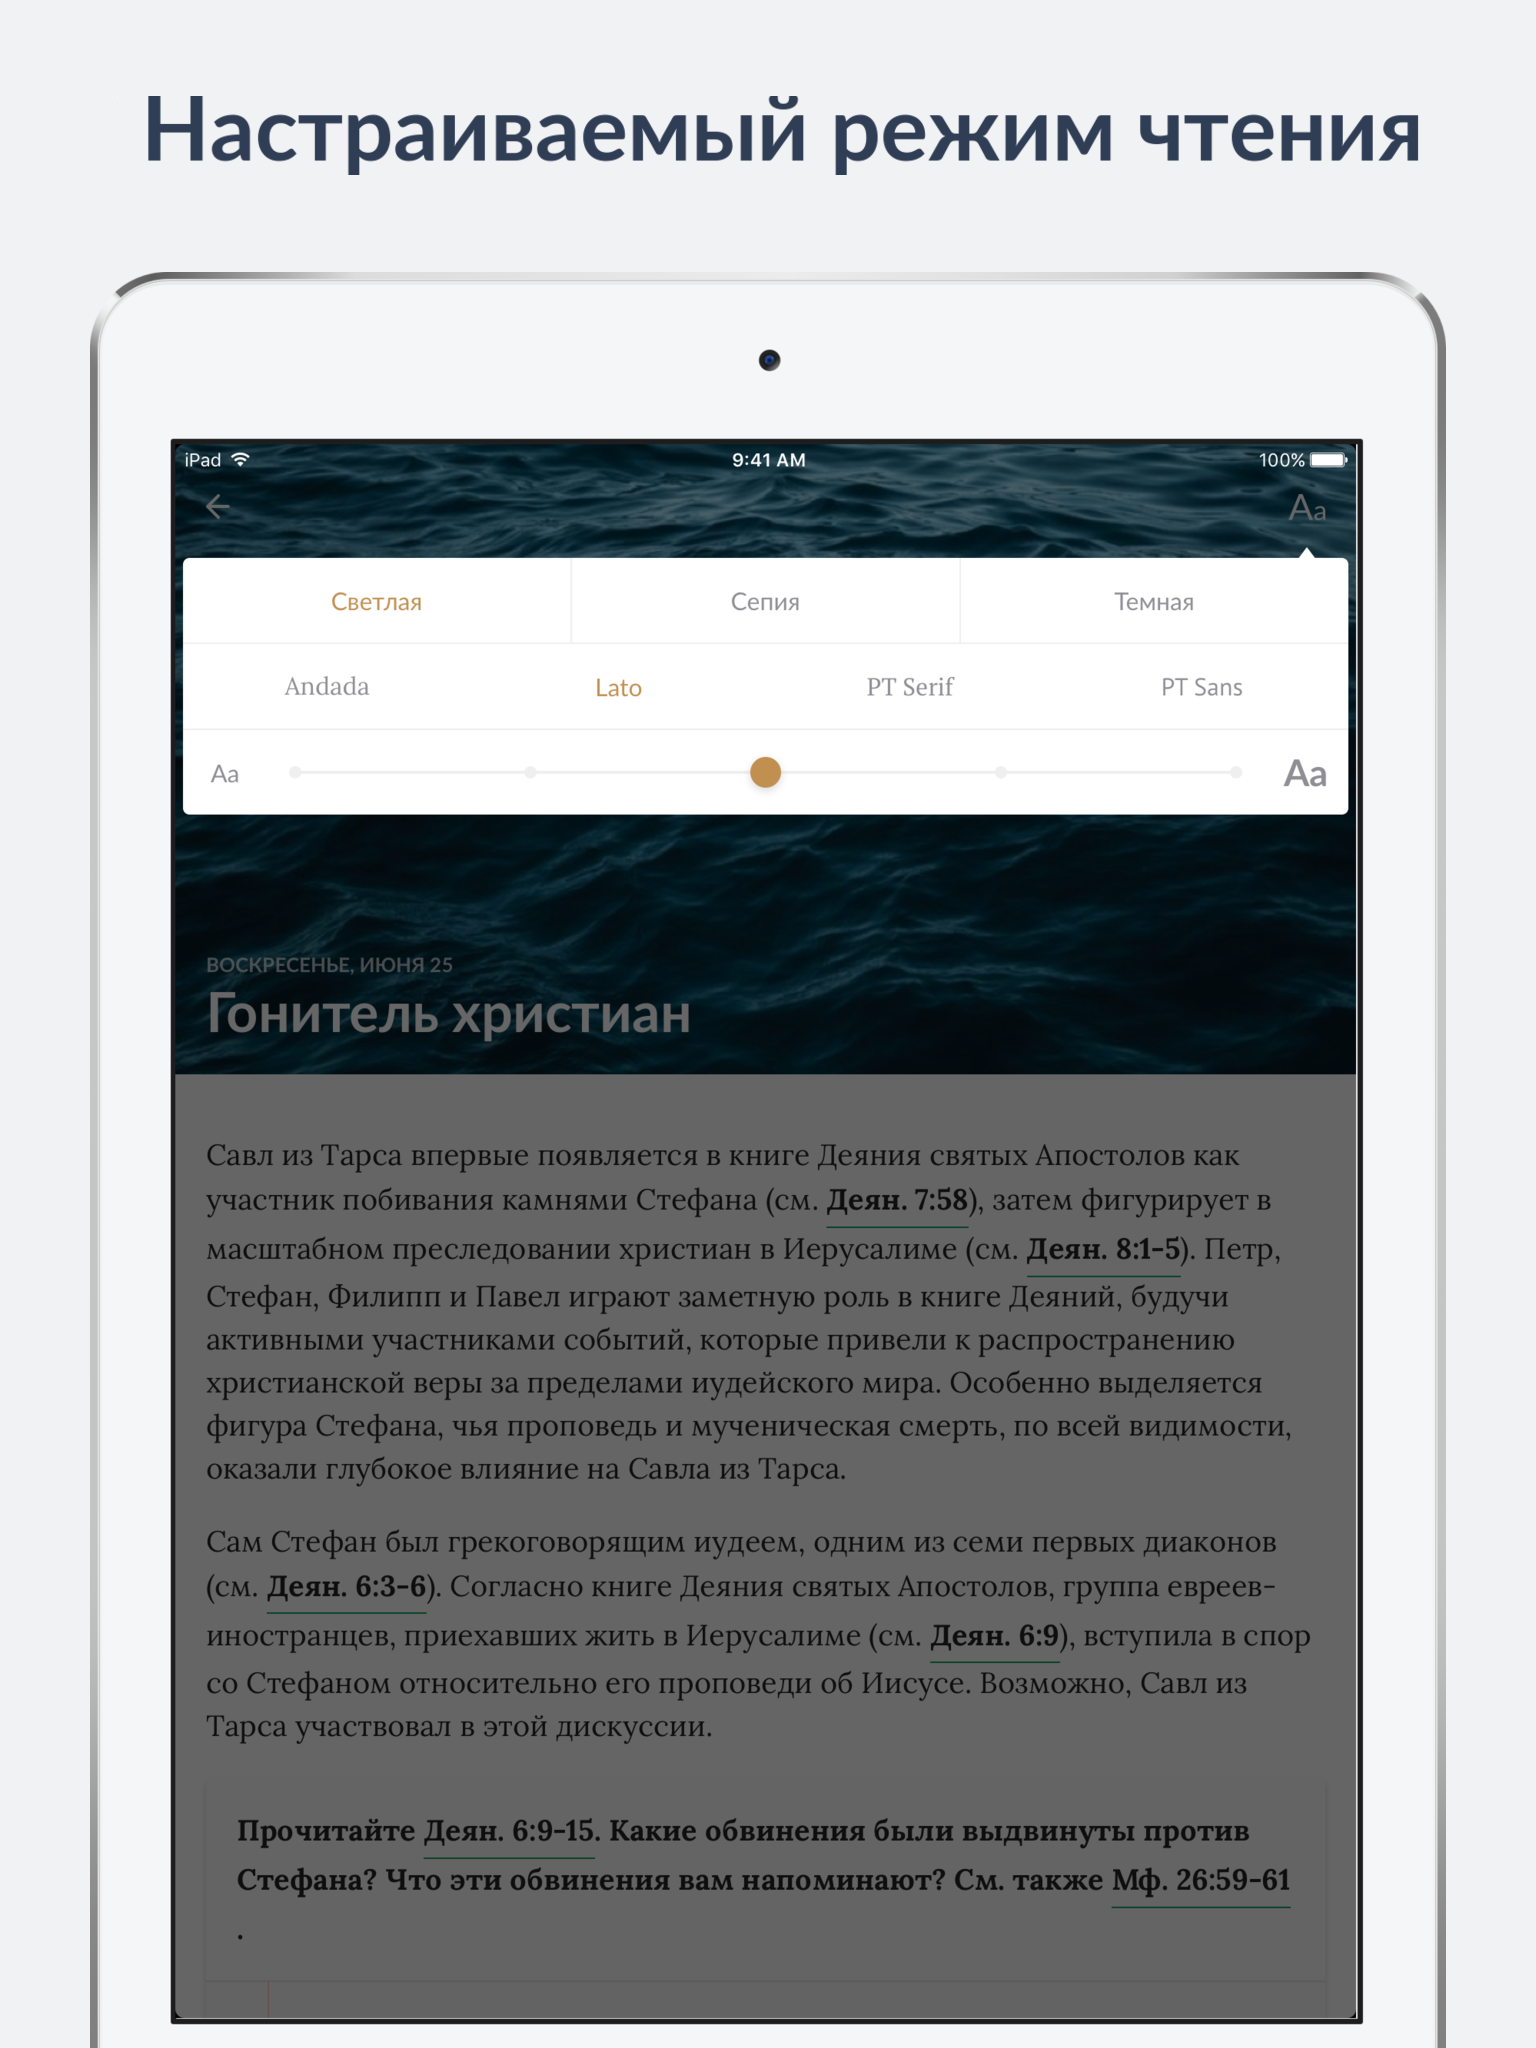 Настраиваемый режим чтения
iPad 9:41 AM 100%
Aa
Светлая Сепия Темная
Andada Lato PT Serif PT Sans
Aa Aa
ВОСКРЕСЕНЬЕ, ИЮНЯ 25
Гонитель христиан
Савл из Тарса впервые появляется в книге Деяния святых Апостолов как
участник побивания камнями Стефана (см. Деян. 7:58), затем фигурирует в
масштабном преследовании христиан в Иерусалиме (см. Деян. 8:1–5). Петр,
Стефан, Филипп и Павел играют заметную роль в книге Деяний, будучи
активными участниками событий, которые привели к распространению
христианской веры за пределами иудейского мира. Особенно выделяется
фигура Стефана, чья проповедь и мученическая смерть, по всей видимости,
оказали глубокое влияние на Савла из Тарса.
Сам Стефан был грекоговорящим иудеем, одним из семи первых диаконов
(см. Деян. 6:3–6). Согласно книге Деяния святых Апостолов, группа евреев-
иностранцев, приехавших жить в Иерусалиме (см. Деян. 6:9), вступила в спор
со Стефаном относительно его проповеди об Иисусе. Возможно, Савл из
Тарса участвовал в этой дискуссии.
Прочитайте Деян. 6:9–15. Какие обвинения были выдвинуты против
Стефана? Что эти обвинения вам напоминают? См. также Мф. 26:59–61
.